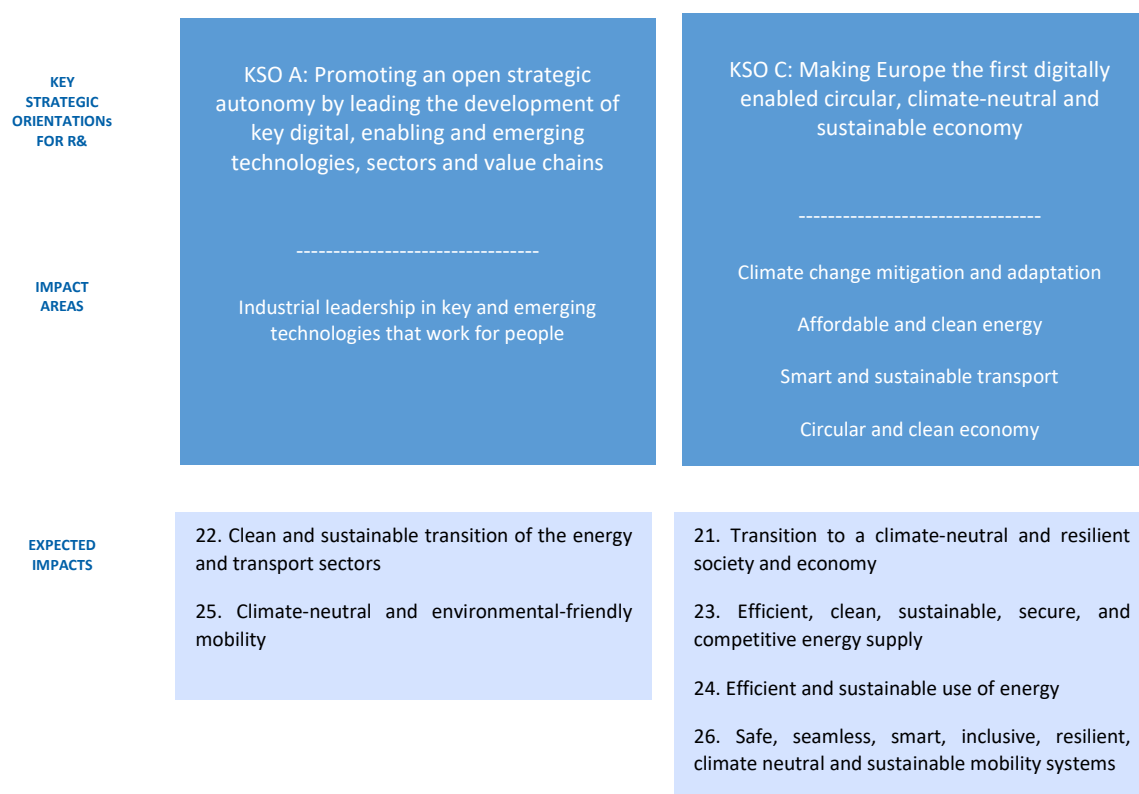 KEY
STRATEGIC
ORIENTATIONs
FOR R&
KSO A: Promoting an open strategic
autonomy by leading the development of
key digital, enabling and emerging
technologies, sectors and value chains
KSO C: Making Europe the first digitally
enabled circular, climate-neutral and
sustainable economy
---------------------------------
---------------------------------
IMPACT
AREAS
Industrial leadership in key and emerging
technologies that work for people
Climate change mitigation and adaptation
Affordable and clean energy
Smart and sustainable transport
Circular and clean economy
EXPECTED
IMPACTS
22. Clean and sustainable transition of the energy
and transport sectors
25. Climate-neutral and environmental-friendly
mobility
21. Transition to a climate-neutral and resilient
society and economy
23. Efficient, clean, sustainable, secure, and
competitive energy supply
24. Efficient and sustainable use of energy
26. Safe, seamless, smart, inclusive, resilient,
climate neutral and sustainable mobility systems